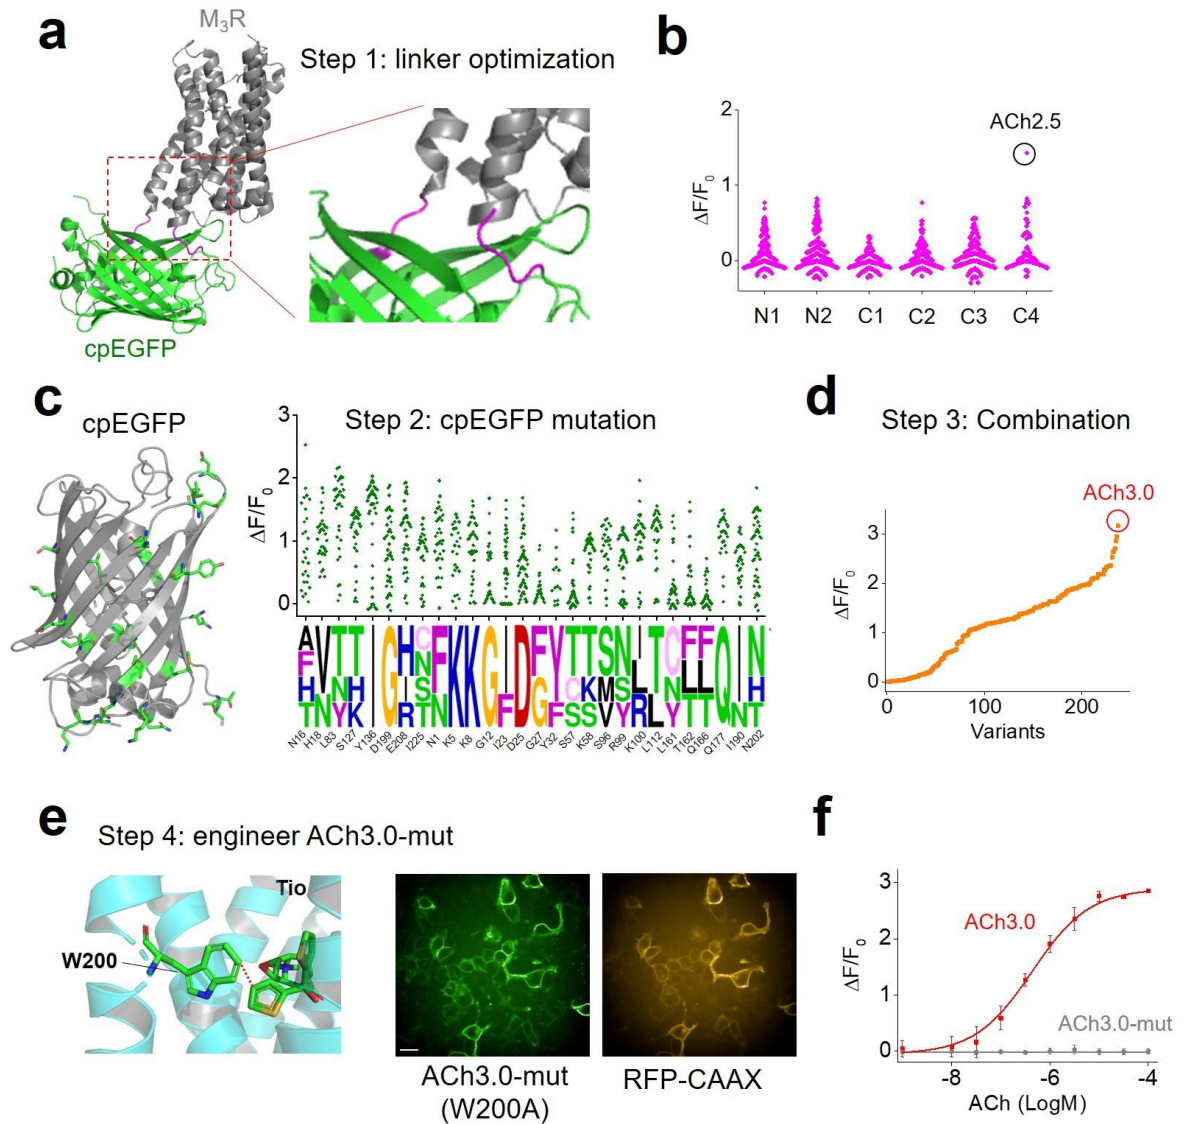 a
M₃R
Step 1: linker optimization
cpEGFP
b
ACh2.5
ΔF/F₀
2
1
0
N1 N2 C1 C2 C3 C4
c
cpEGFP
Step 2: cpEGFP mutation
ΔF/F₀
3
2
1
0
AVTTIGHCFKKGIDFYTTSNITCFFQIN
N16 H18 L83 S127 Y136 D199 E208 I225 N1 K5 K8 G12 I23 D25 G27 Y32 S57 K58 S96 R99 K100 L112 L161 T162 Q166 Q177 I190 N202
d
Step 3: Combination
ACh3.0
ΔF/F₀
3
2
1
0
0 100 200
Variants
e
Step 4: engineer ACh3.0-mut
Tio
W200
ACh3.0-mut
(W200A)
RFP-CAAX
f
ACh3.0
ACh3.0-mut
ΔF/F₀
3
2
1
0
-8 -6 -4
ACh (LogM)